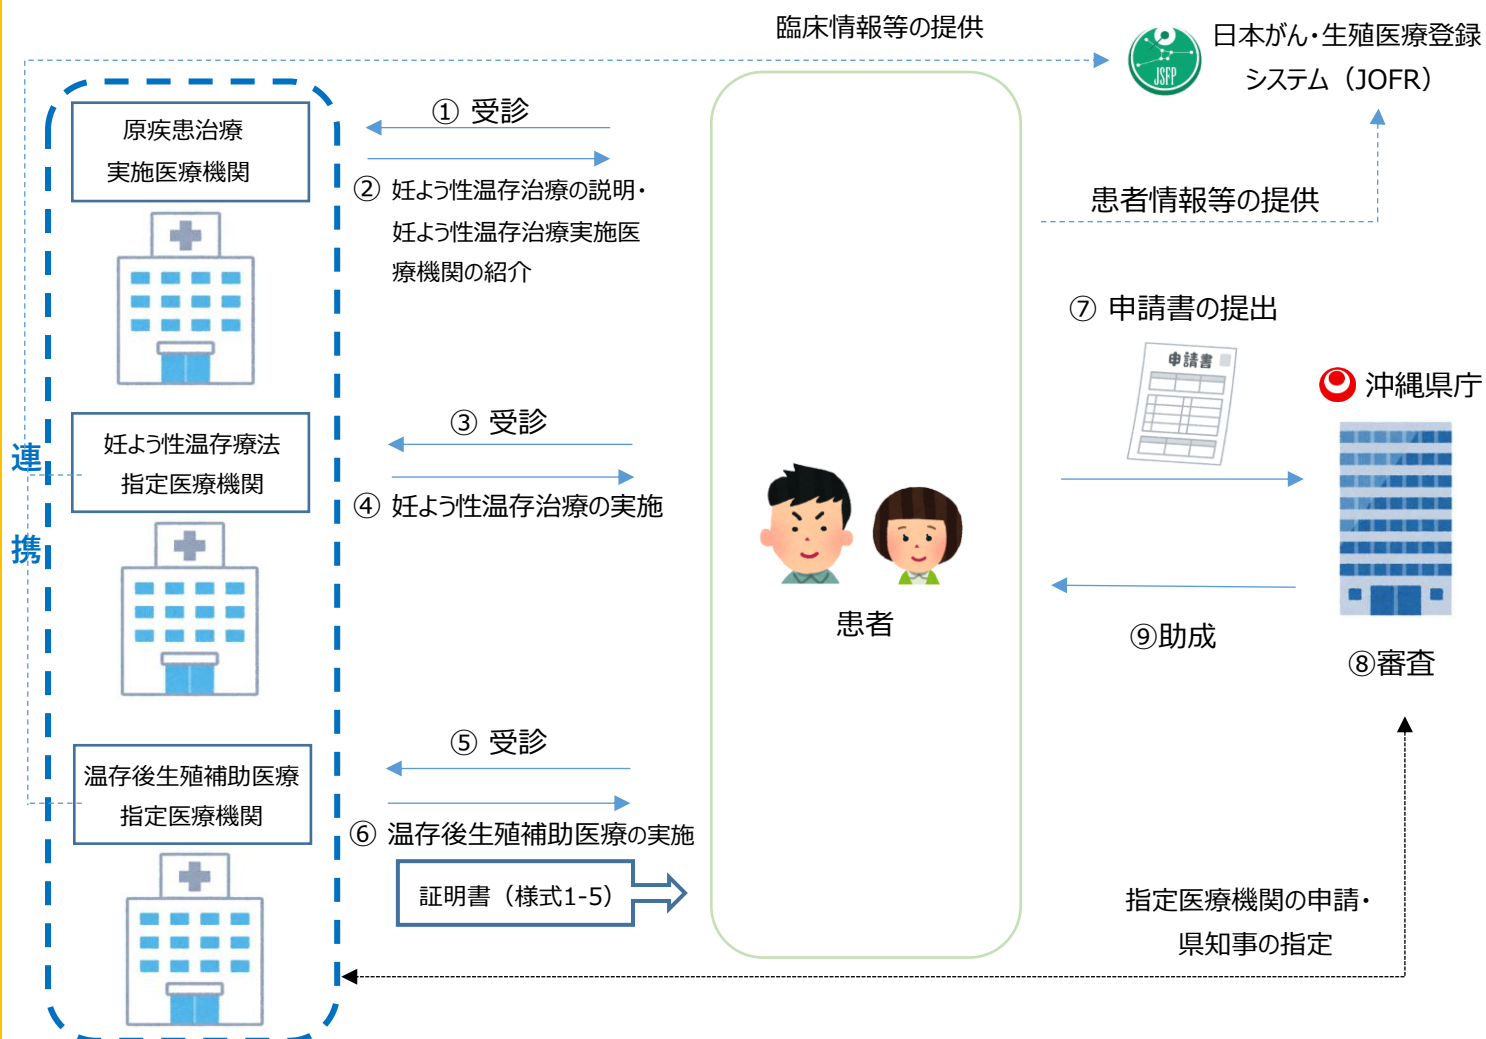 臨床情報等の提供
日本がん・生殖医療登録
システム（JOFR）
JSFP
原疾患治療
実施医療機関
① 受診
② 妊よう性温存治療の説明・
妊よう性温存治療実施医
療機関の紹介
患者情報等の提供
⑦ 申請書の提出
申請書
沖縄県庁
連
携
妊よう性温存療法
指定医療機関
③ 受診
④ 妊よう性温存治療の実施
患者
⑨助成
⑧審査
温存後生殖補助医療
指定医療機関
⑤ 受診
⑥ 温存後生殖補助医療の実施
証明書（様式1-5）
指定医療機関の申請・
県知事の指定